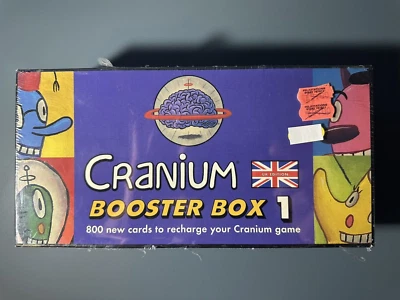 CRANIUM
UK EDITION
BOOSTER BOX 1
800 new cards to recharge your Cranium game